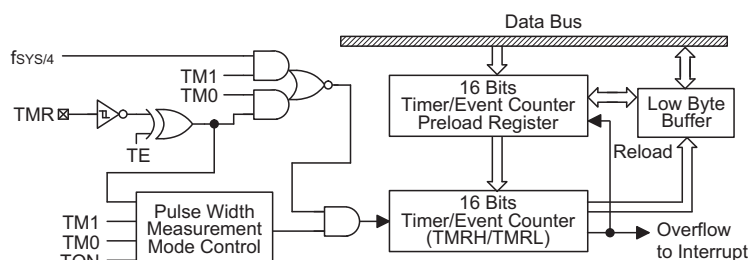 Data Bus
fSYS/4
TM1
TM0
TMR
TE
16 Bits
Timer/Event Counter
Preload Register
Low Byte
Buffer
Reload
TM1
TM0
TON
Pulse Width
Measurement
Mode Control
16 Bits
Timer/Event Counter
(TMRH/TMRL)
Overflow
to Interrupt